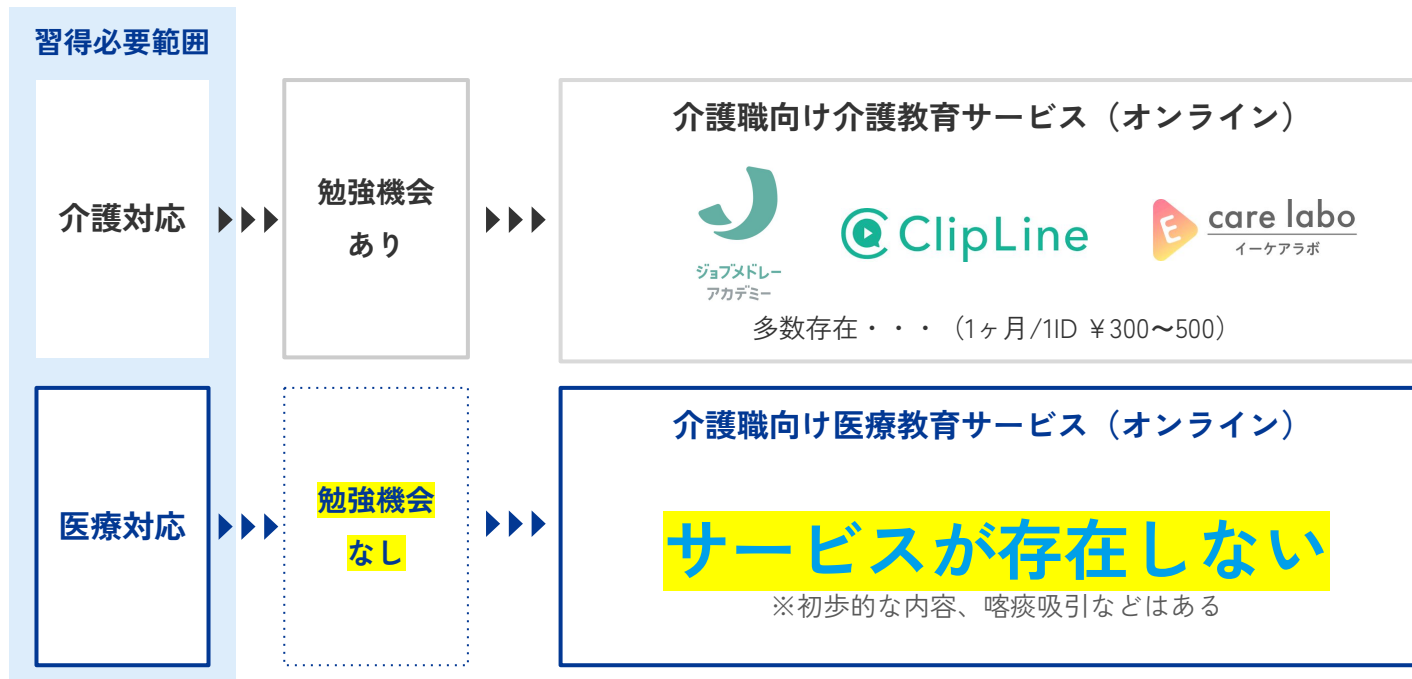 習得必要範囲
介護対応
勉強機会
あり
介護職向け介護教育サービス（オンライン）
ジョブメドレー
アカデミー
ClipLine
E
care labo
イーケアラボ
多数存在・・・（1ヶ月/1ID ¥300〜500）
医療対応
勉強機会
なし
介護職向け医療教育サービス（オンライン）
サービスが存在しない
※初歩的な内容、喀痰吸引などはある